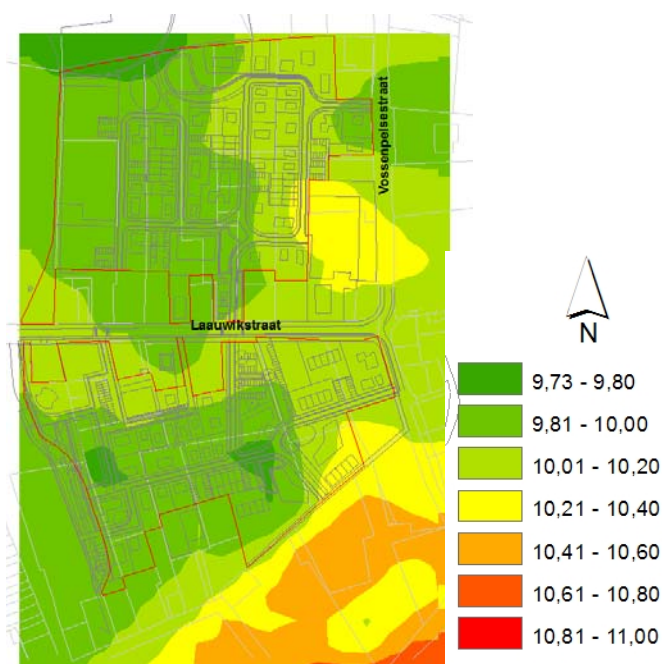 Vossenpelsestraat
Laauwikstraat
N
9,73 - 9,80
9,81 - 10,00
10,01 - 10,20
10,21 - 10,40
10,41 - 10,60
10,61 - 10,80
10,81 - 11,00